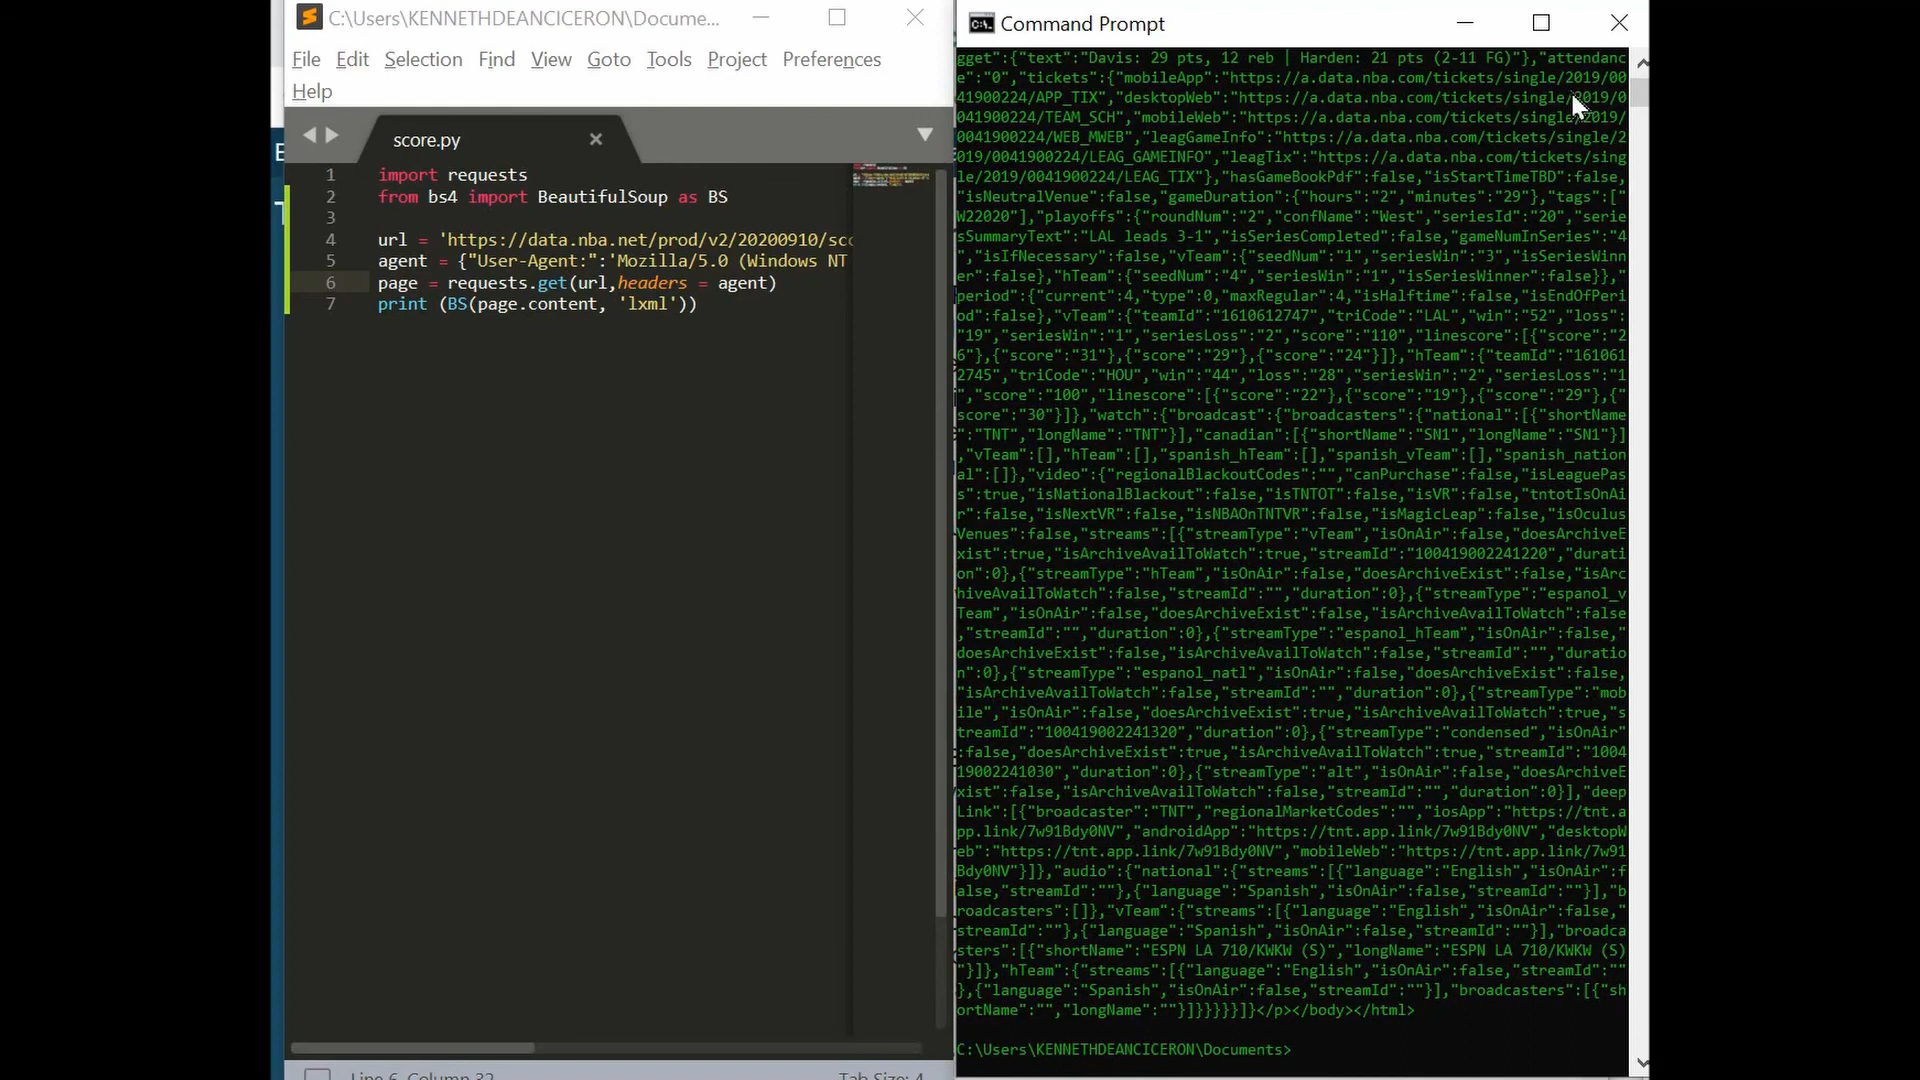 C:\Users\KENNETHDEANCICERON\Docume...
File Edit Selection Find View Goto Tools Project Preferences
Help
score.py
1 import requests
2 from bs4 import BeautifulSoup as BS
3
4 url = 'https://data.nba.net/prod/v2/20200910/sco
5 agent = {"User-Agent:":'Mozilla/5.0 (Windows NT
6 page = requests.get(url,headers = agent)
7 print (BS(page.content, 'lxml'))
Tab Size: 4
Line 6, Column 32
Command Prompt
gget":{"text":"Davis: 29 pts, 12 reb | Harden: 21 pts (2-11 FG)"},"attendanc
e":"0","tickets":{"mobileApp":"https://a.data.nba.com/tickets/single/2019/00
41900224/APP_TIX","desktopWeb":"https://a.data.nba.com/tickets/single/2019/0
041900224/TEAM_SCH","mobileWeb":"https://a.data.nba.com/tickets/single/2019/
0041900224/WEB_MWEB","leagGameInfo":"https://a.data.nba.com/tickets/single/2
019/0041900224/LEAG_GAMEINFO","leagTix":"https://a.data.nba.com/tickets/sing
le/2019/0041900224/LEAG_TIX"},"hasGameBookPdf":false,"isStartTimeTBD":false,
"isNeutralVenue":false,"gameDuration":{"hours":"2","minutes":"29"},"tags":["
W22020"],"playoffs":{"roundNum":"2","confName":"West","seriesId":"20","serie
sSummaryText":"LAL leads 3-1","isSeriesCompleted":false,"gameNumInSeries":"4
","isIfNecessary":false,"vTeam":{"seedNum":"1","seriesWin":"3","isSeriesWinn
er":false},"hTeam":{"seedNum":"4","seriesWin":"1","isSeriesWinner":false}},"
period":{"current":4,"type":0,"maxRegular":4,"isHalftime":false,"isEndOfPeri
od":false},"vTeam":{"teamId":"1610612747","triCode":"LAL","win":"52","loss":
"19","seriesWin":"1","seriesLoss":"2","score":"110","linescore":[{"score":"2
6"},{"score":"31"},{"score":"29"},{"score":"24"}]},"hTeam":{"teamId":"161061
2745","triCode":"HOU","win":"44","loss":"28","seriesWin":"2","seriesLoss":"1
","score":"100","linescore":[{"score":"22"},{"score":"19"},{"score":"29"},{"
score":"30"}]},"watch":{"broadcast":{"broadcasters":{"national":[{"shortName
":"TNT","longName":"TNT"}],"canadian":[{"shortName":"SN1","longName":"SN1"}]
,"vTeam":[],"hTeam":[],"spanish_hTeam":[],"spanish_vTeam":[],"spanish_nation
al":[]},"video":{"regionalBlackoutCodes":"","canPurchase":false,"isLeaguePas
s":true,"isNationalBlackout":false,"isTNTOT":false,"isVR":false,"tntotIsOnAi
r":false,"isNextVR":false,"isNBAOnTNTVR":false,"isMagicLeap":false,"isOculus
Venues":false,"streams":[{"streamType":"vTeam","isOnAir":false,"doesArchiveE
xist":true,"isArchiveAvailToWatch":true,"streamId":"100419002241220","durati
on":0},{"streamType":"hTeam","isOnAir":false,"doesArchiveExist":false,"isArc
hiveAvailToWatch":false,"streamId":"","duration":0},{"streamType":"espanol_v
Team","isOnAir":false,"doesArchiveExist":false,"isArchiveAvailToWatch":false
,"streamId":"","duration":0},{"streamType":"espanol_hTeam","isOnAir":false,"
doesArchiveExist":false,"isArchiveAvailToWatch":false,"streamId":"","duratio
n":0},{"streamType":"espanol_natl","isOnAir":false,"doesArchiveExist":false,
"isArchiveAvailToWatch":false,"streamId":"","duration":0},{"streamType":"mob
ile","isOnAir":false,"doesArchiveExist":true,"isArchiveAvailToWatch":true,"s
treamId":"100419002241320","duration":0},{"streamType":"condensed","isOnAir"
:false,"doesArchiveExist":true,"isArchiveAvailToWatch":true,"streamId":"1004
19002241030","duration":0},{"streamType":"alt","isOnAir":false,"doesArchiveE
xist":false,"isArchiveAvailToWatch":false,"streamId":"","duration":0}],"deep
Link":[{"broadcaster":"TNT","regionalMarketCodes":"","iosApp":"https://tnt.a
pp.link/7w91Bdy0NV","androidApp":"https://tnt.app.link/7w91Bdy0NV","desktopW
eb":"https://tnt.app.link/7w91Bdy0NV","mobileWeb":"https://tnt.app.link/7w91
Bdy0NV"}]},"audio":{"national":{"streams":[{"language":"English","isOnAir":f
alse,"streamId":""},{"language":"Spanish","isOnAir":false,"streamId":""}],"b
roadcasters":[]},"vTeam":{"streams":[{"language":"English","isOnAir":false,"
streamId":""},{"language":"Spanish","isOnAir":false,"streamId":""}],"broadca
sters":[{"shortName":"ESPN LA 710/KWKW (S)","longName":"ESPN LA 710/KWKW (S)
"}]},"hTeam":{"streams":[{"language":"English","isOnAir":false,"streamId":""
},{"language":"Spanish","isOnAir":false,"streamId":""}],"broadcasters":[{"sh
ortName":"","longName":""}]}}}}}]}</p></body></html>
C:\Users\KENNETHDEANCICERON\Documents>